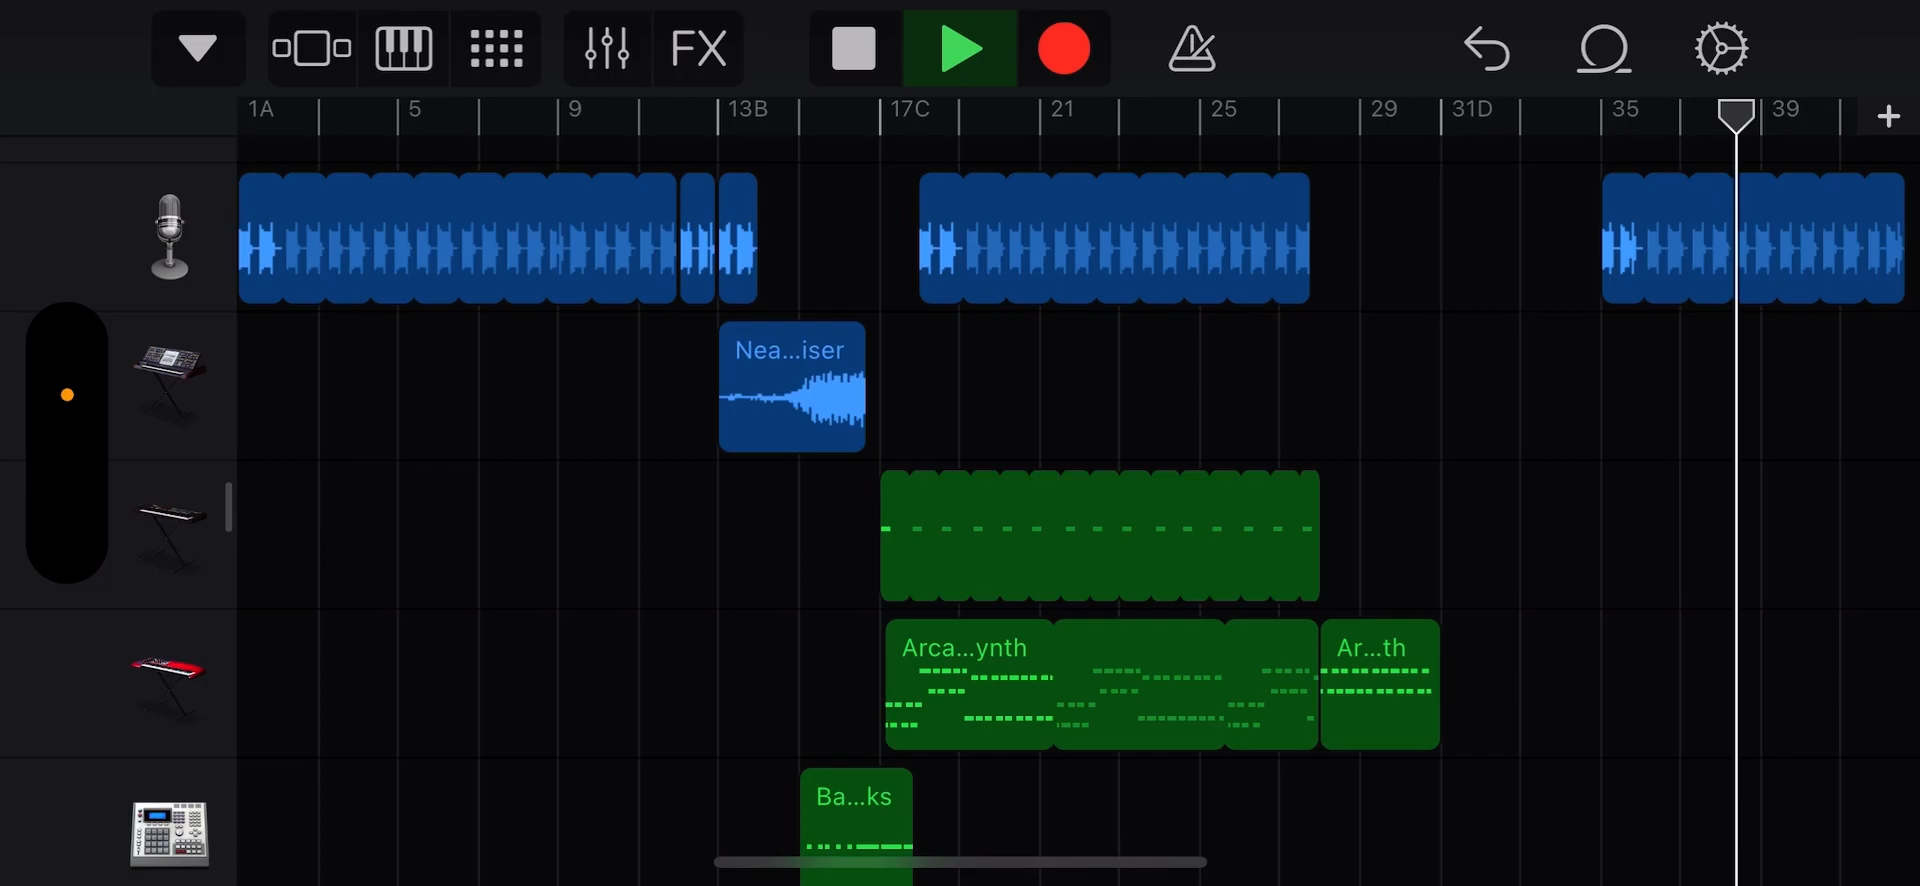 FX
1A 5 9 13B 17C 21 25 29 31D 35 39 +
Nea...iser
Arca...ynth Ar...th
Ba...ks